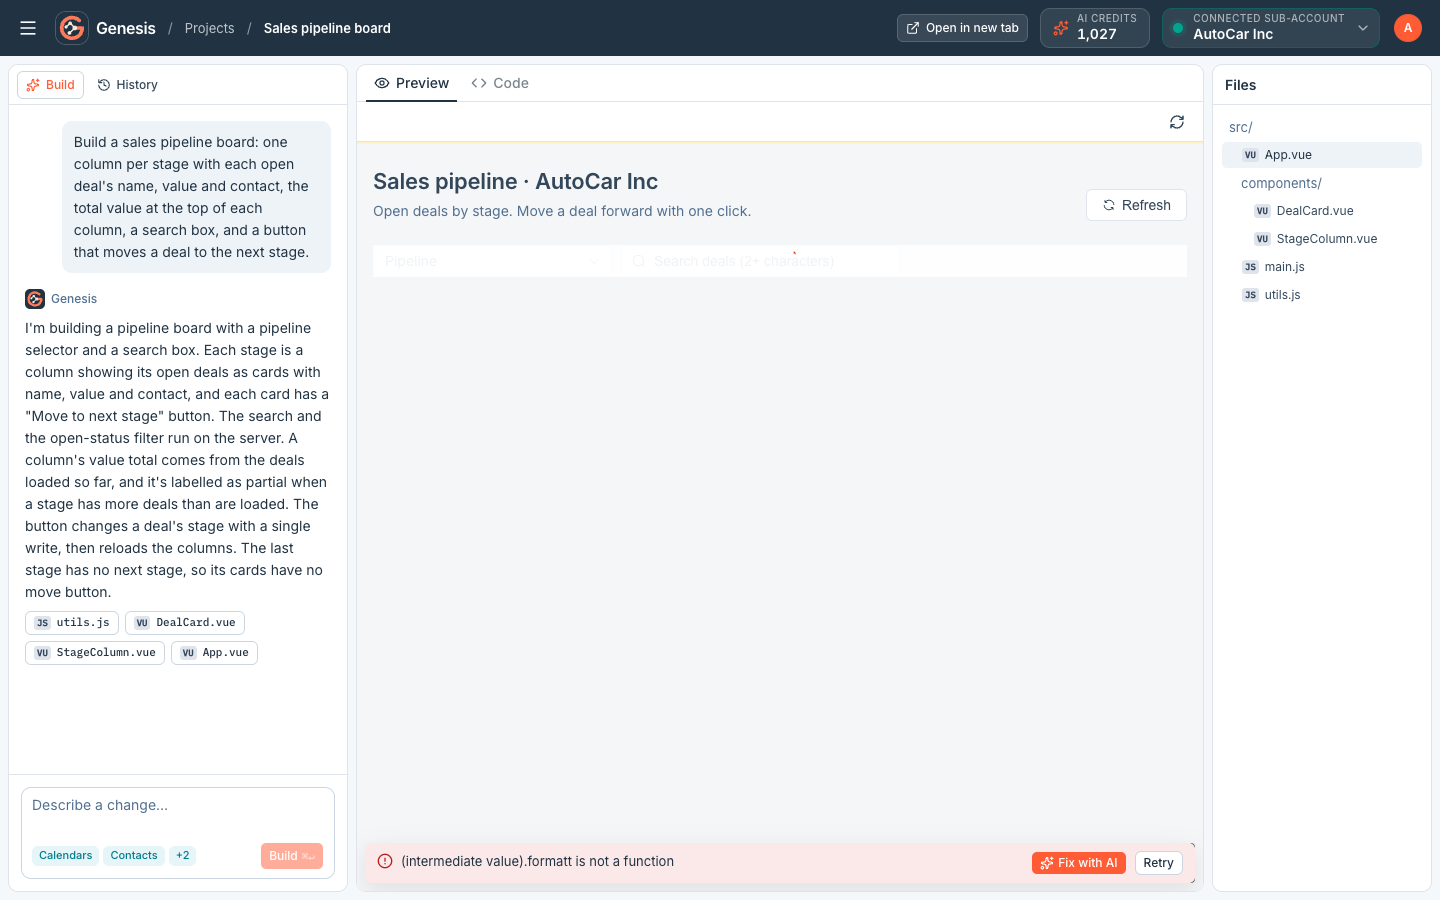 Genesis / Projects / Sales pipeline board
Open in new tab
AI CREDITS
1,027
CONNECTED SUB-ACCOUNT
AutoCar Inc
A
Build
History
Build a sales pipeline board: one
column per stage with each open
deal's name, value and contact, the
total value at the top of each
column, a search box, and a button
that moves a deal to the next stage.
Genesis
I'm building a pipeline board with a pipeline
selector and a search box. Each stage is a
column showing its open deals as cards with
name, value and contact, and each card has a
"Move to next stage" button. The search and
the open-status filter run on the server. A
column's value total comes from the deals
loaded so far, and it's labelled as partial when
a stage has more deals than are loaded. The
button changes a deal's stage with a single
write, then reloads the columns. The last
stage has no next stage, so its cards have no
move button.
JS utils.js
VU DealCard.vue
VU StageColumn.vue
VU App.vue
Describe a change...
Calendars
Contacts
+2
Build ⌘↵
Preview
Code
Sales pipeline · AutoCar Inc
Open deals by stage. Move a deal forward with one click.
Refresh
Pipeline
Search deals (2+ characters)
(intermediate value).formatt is not a function
Fix with AI
Retry
Files
src/
VU App.vue
components/
VU DealCard.vue
VU StageColumn.vue
JS main.js
JS utils.js